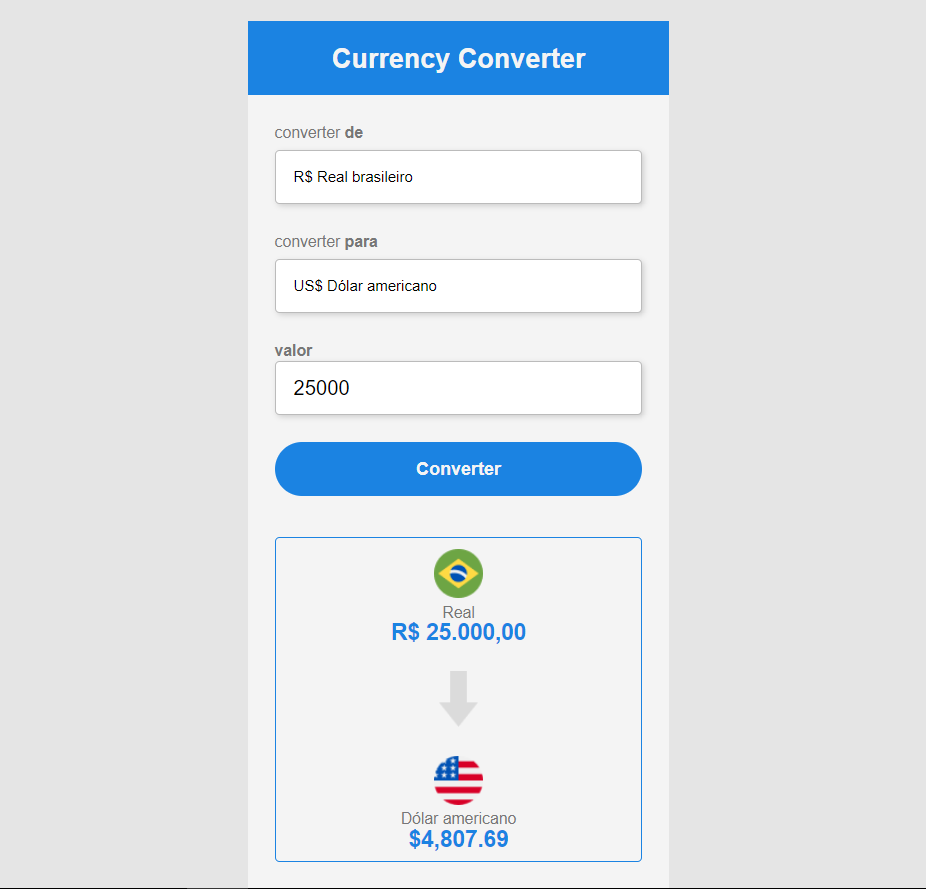 Currency Converter
converter de
R$ Real brasileiro
converter para
US$ Dólar americano
valor
25000
Converter
Real
R$ 25.000,00
Dólar americano
$4,807.69